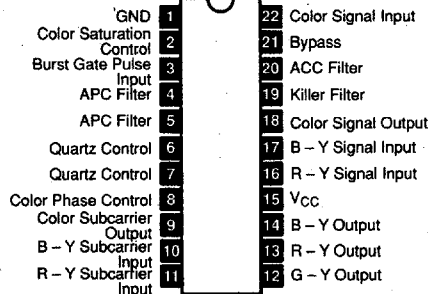 GND 1
Color Saturation
Control 2
Burst Gate Pulse
Input 3
APC Filter 4
APC Filter 5
Quartz Control 6
Quartz Control 7
Color Phase Control 8
Color Subcarrier
Output 9
B – Y Subcarrier
Input 10
R – Y Subcarrier
Input 11
22 Color Signal Input
21 Bypass
20 ACC Filter
19 Killer Filter
18 Color Signal Output
17 B – Y Signal Input
16 R – Y Signal Input
15 VCC
14 B – Y Output
13 R – Y Output
12 G – Y Output